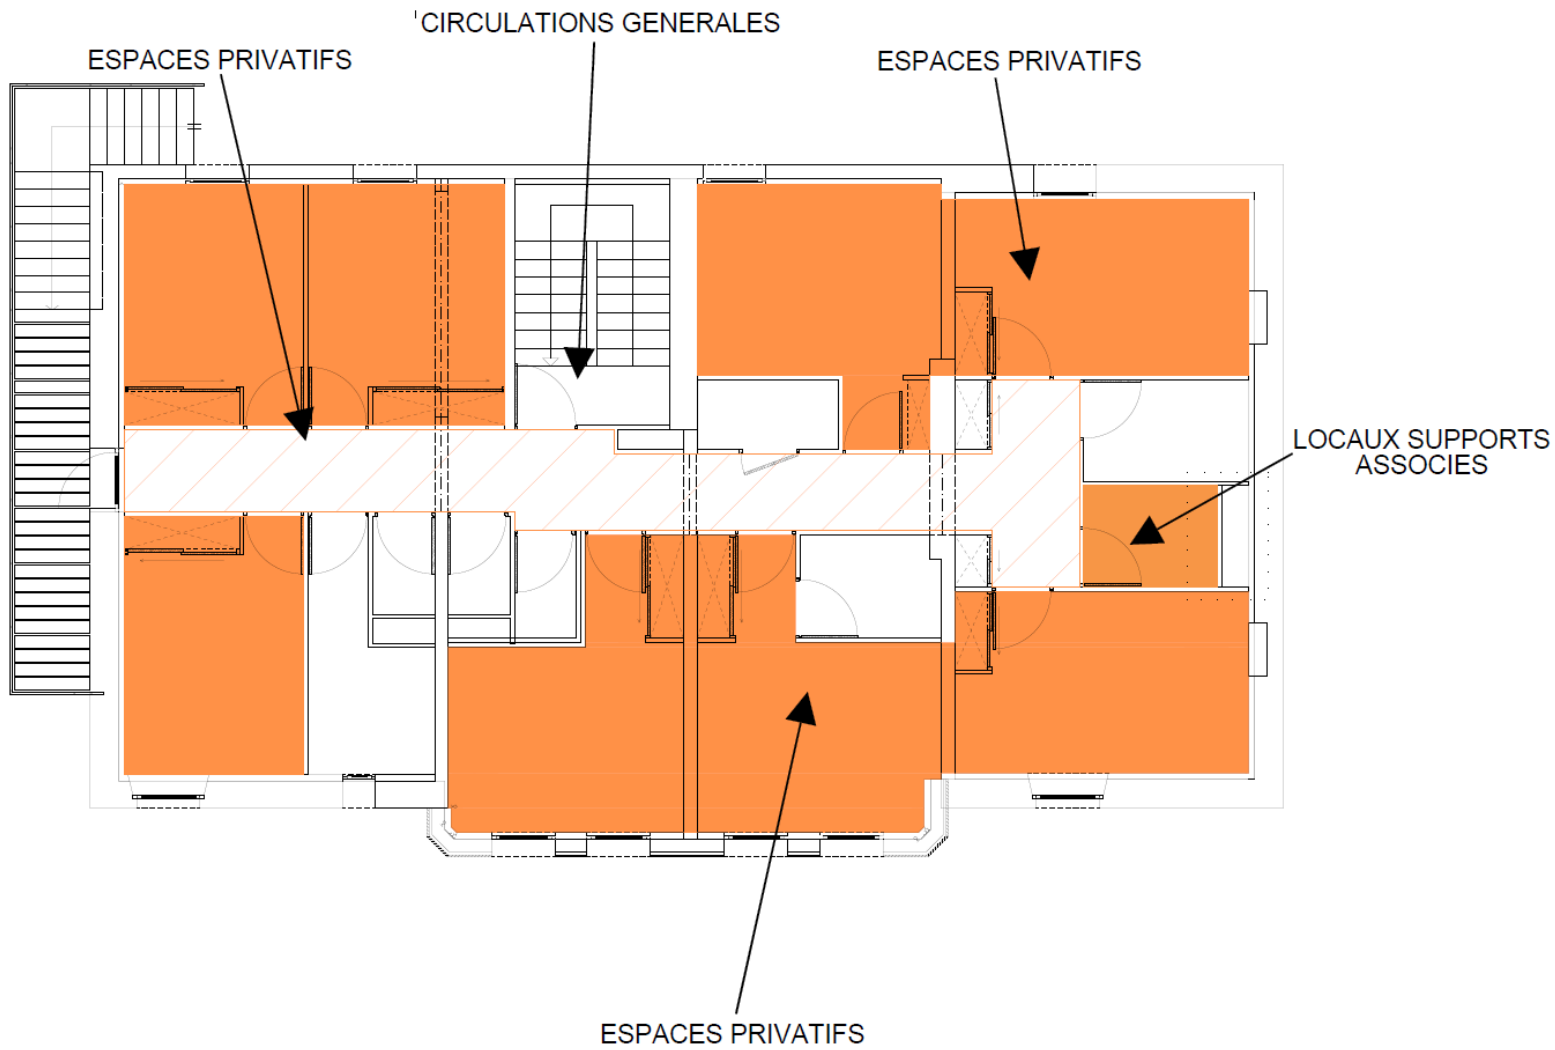 CIRCULATIONS GENERALES
ESPACES PRIVATIFS
ESPACES PRIVATIFS
LOCAUX SUPPORTS
ASSOCIES
ESPACES PRIVATIFS